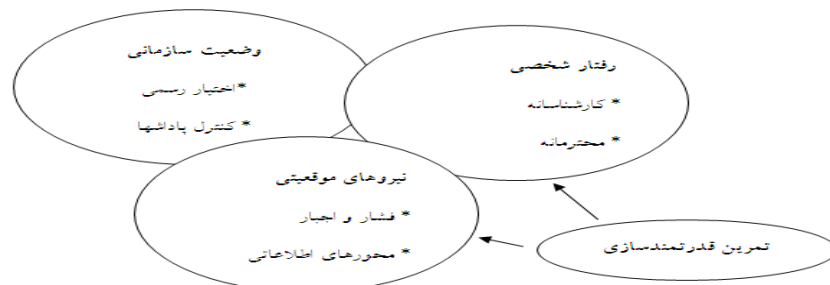 وضعیت سازمانی
*اختیار رسمی
* کنترل پاداشها
رفتار شخصی
* کارشناسانه
* محترمانه
نیروهای موقعیتی
* فشار و اجبار
* محورهای اطلاعاتی
تمرین قدرتمندسازی